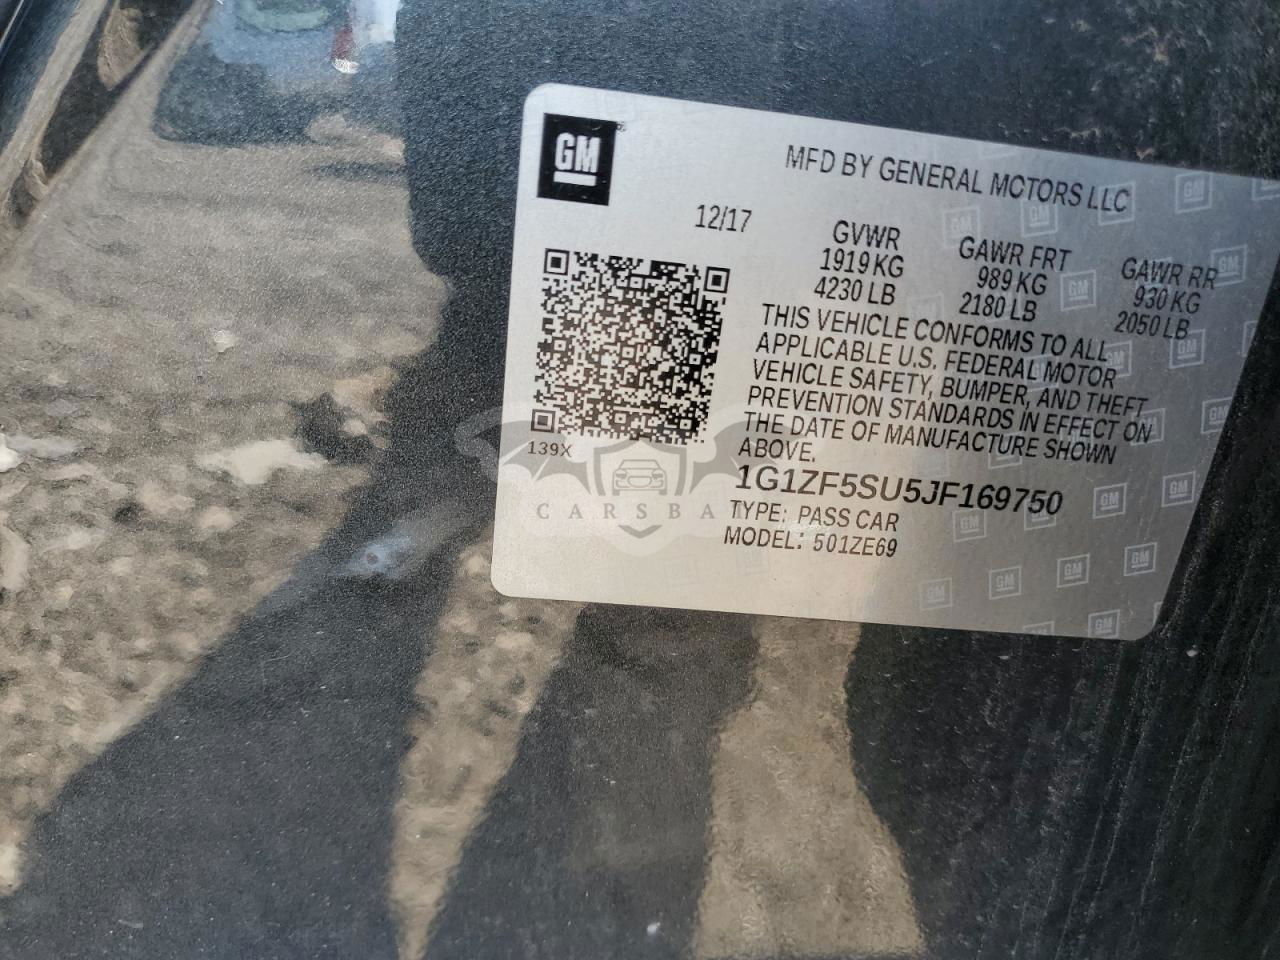 GM
MFD BY GENERAL MOTORS LLC
12/17
GVWR
1919 KG
4230 LB
GAWR FRT
989 KG
2180 LB
GAWR RR
930 KG
2050 LB
THIS VEHICLE CONFORMS TO ALL
APPLICABLE U.S. FEDERAL MOTOR
VEHICLE SAFETY, BUMPER, AND THEFT
PREVENTION STANDARDS IN EFFECT ON
THE DATE OF MANUFACTURE SHOWN
ABOVE.
139X
1G1ZF5SU5JF169750
TYPE: PASS CAR
MODEL: 501ZE69